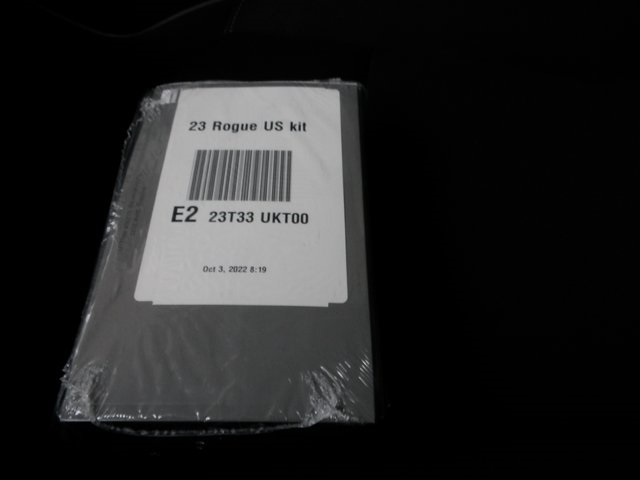 23 Rogue US kit
E2 23T33 UKT00
Oct 3, 2022 8:19